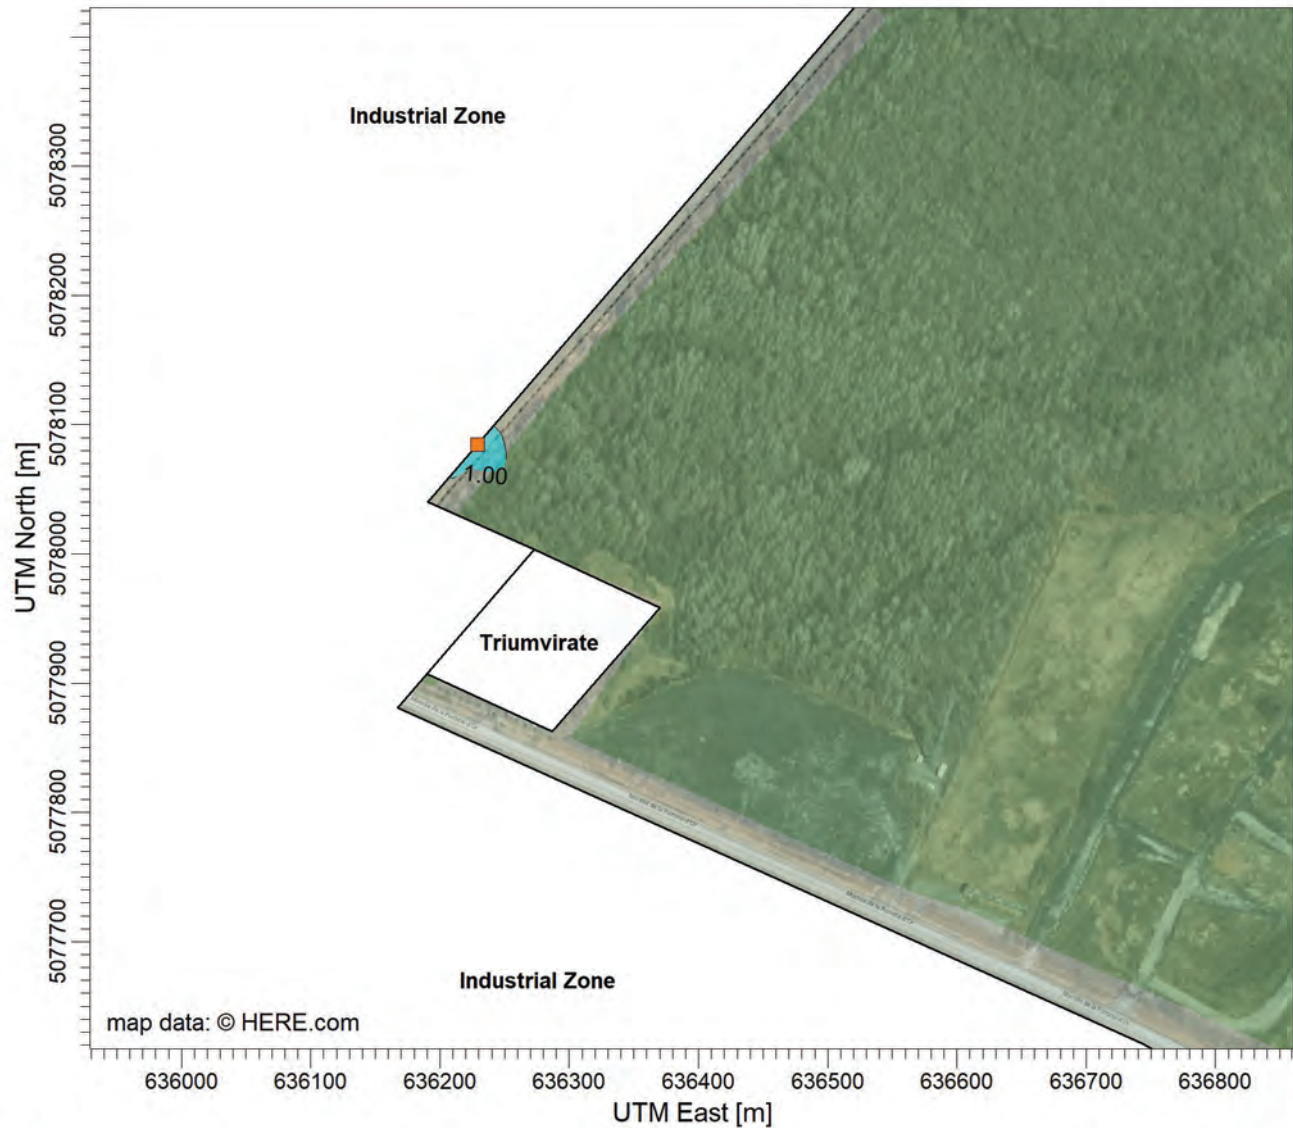 Industrial Zone
5078300
5078200
5078100
1.00
5078000
UTM North [m]
Triumvirate
5077900
5077800
5077700
Industrial Zone
map data: © HERE.com
636000 636100 636200 636300 636400 636500 636600 636700 636800
UTM East [m]